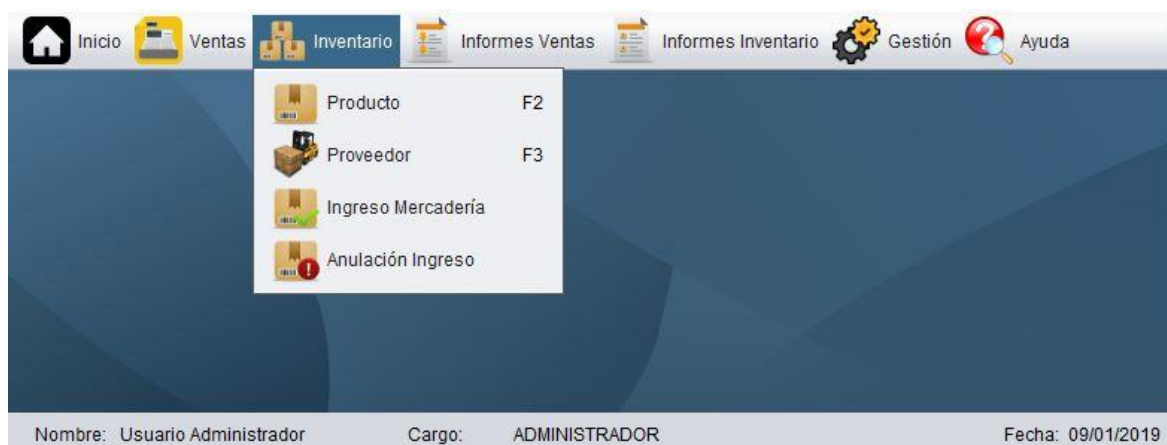 Inicio Ventas Inventario Informes Ventas Informes Inventario Gestión Ayuda
Producto F2
Proveedor F3
Ingreso Mercadería
Anulación Ingreso
Nombre: Usuario Administrador Cargo: ADMINISTRADOR Fecha: 09/01/2019